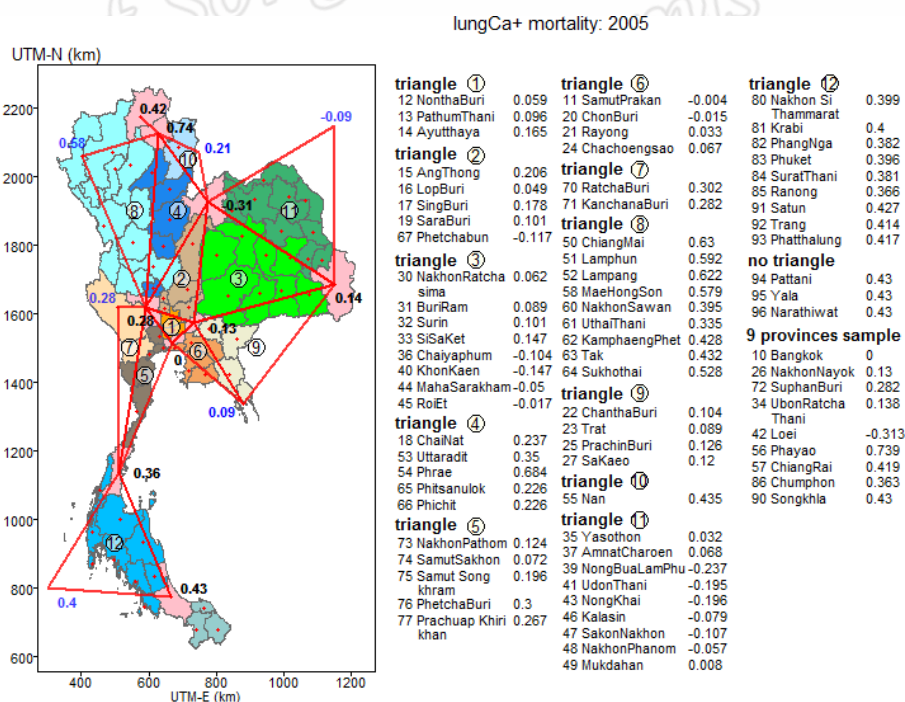 lungCa+ mortality: 2005
UTM-N (km)
2200
2000
1800
1600
1400
1200
1000
800
600
400
600
800
1000
1200
UTM-E (km)
0.42
0.74
0.58
0.21
-0.09
-0.31
0.14
0.28
0.28
-0.13
0
0.09
0.36
0.43
0.4
1
2
3
4
5
6
7
8
9
10
11
12
triangle ①
12 NonthaBuri 0.059
13 PathumThani 0.096
14 Ayutthaya 0.165
triangle ②
15 AngThong 0.206
16 LopBuri 0.049
17 SingBuri 0.178
19 SaraBuri 0.101
67 Phetchabun -0.117
triangle ③
30 NakhonRatcha 0.062
sima
31 BuriRam 0.089
32 Surin 0.101
33 SiSaKet 0.147
36 Chaiyaphum -0.104
40 KhonKaen -0.147
44 MahaSarakham -0.05
45 RoiEt -0.017
triangle ④
18 ChaiNat 0.237
53 Uttaradit 0.35
54 Phrae 0.684
65 Phitsanulok 0.226
66 Phichit 0.226
triangle ⑤
73 NakhonPathom 0.124
74 SamutSakhon 0.072
75 Samut Song 0.196
khram
76 PhetchaBuri 0.3
77 Prachuap Khiri 0.267
khan
triangle ⑥
11 SamutPrakan -0.004
20 ChonBuri -0.015
21 Rayong 0.033
24 Chachoengsao 0.067
triangle ⑦
70 RatchaBuri 0.302
71 KanchanaBuri 0.282
triangle ⑧
50 ChiangMai 0.63
51 Lamphun 0.592
52 Lampang 0.622
58 MaeHongSon 0.579
60 NakhonSawan 0.395
61 UthaiThani 0.335
62 KamphaengPhet 0.428
63 Tak 0.432
64 Sukhothai 0.528
triangle ⑨
22 ChanthaBuri 0.104
23 Trat 0.089
25 PrachinBuri 0.126
27 SaKaeo 0.12
triangle ⑩
55 Nan 0.435
triangle ⑪
35 Yasothon 0.032
37 AmnatCharoen 0.068
39 NongBuaLamPhu -0.237
41 UdonThani -0.195
43 NongKhai -0.196
46 Kalasin -0.079
47 SakonNakhon -0.107
48 NakhonPhanom -0.057
49 Mukdahan 0.008
triangle ⑫
80 Nakhon Si 0.399
Thammarat
81 Krabi 0.4
82 PhangNga 0.382
83 Phuket 0.396
84 SuratThani 0.381
85 Ranong 0.366
91 Satun 0.427
92 Trang 0.414
93 Phatthalung 0.417
no triangle
94 Pattani 0.43
95 Yala 0.43
96 Narathiwat 0.43
9 provinces sample
10 Bangkok 0
26 NakhonNayok 0.13
72 SuphanBuri 0.282
34 UbonRatcha 0.138
Thani
42 Loei -0.313
56 Phayao 0.739
57 ChiangRai 0.419
86 Chumphon 0.363
90 Songkhla 0.43